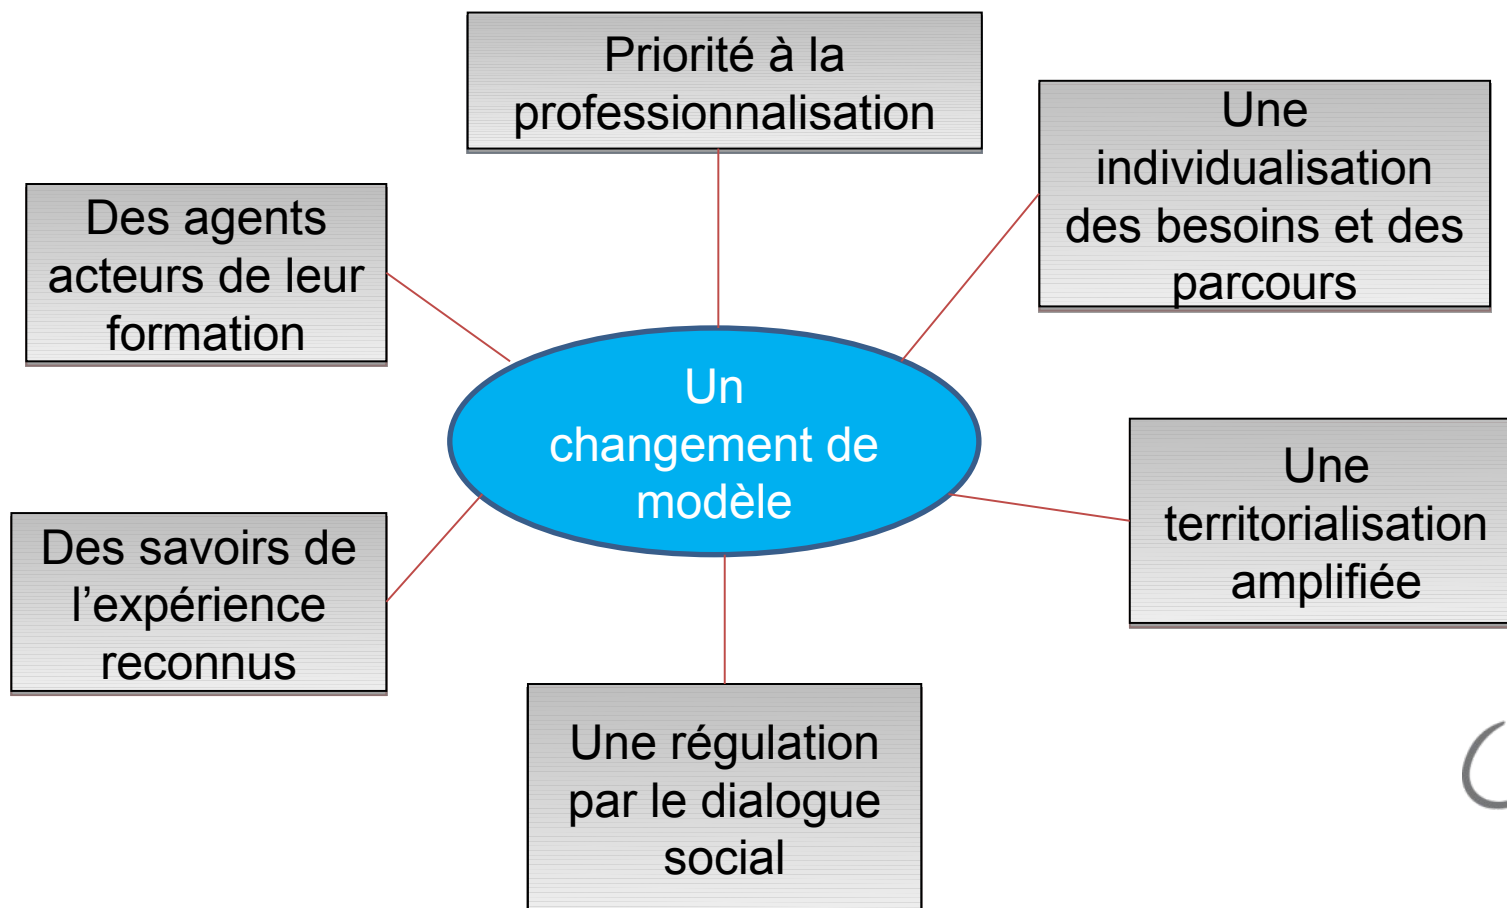 Priorité à la
professionnalisation
Une
individualisation
des besoins et des
parcours
Des agents
acteurs de leur
formation
Un
changement de
modèle
Une
territorialisation
amplifiée
Des savoirs de
l’expérience
reconnus
Une régulation
par le dialogue
social